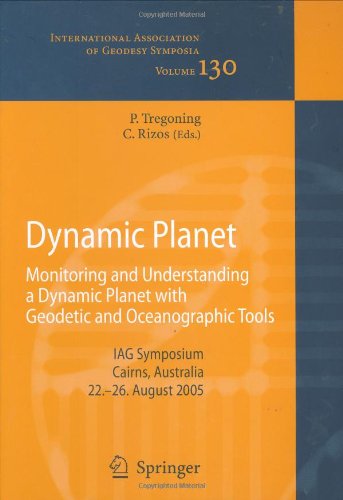 International Association
of Geodesy Symposia
Volume 130
P. Tregoning
C. Rizos (Eds.)
Dynamic Planet
Monitoring and Understanding
a Dynamic Planet with
Geodetic and Oceanographic Tools
IAG Symposium
Cairns, Australia
22.–26. August 2005
Springer